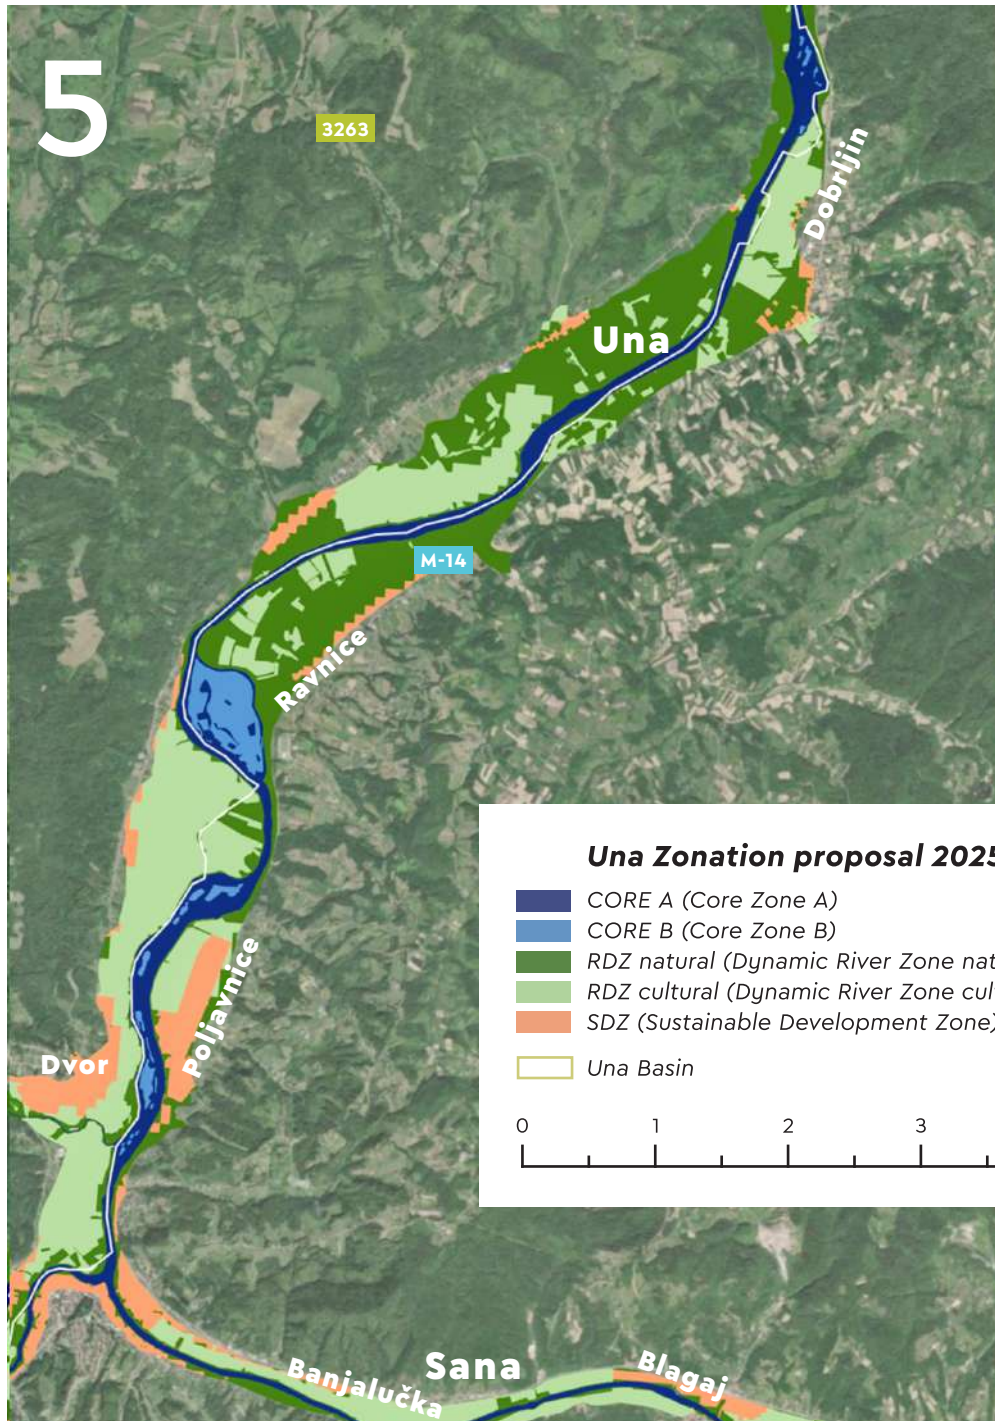 5
3263
Dobrljin
Una
M-14
Ravnice
Una Zonation proposal 2025
CORE A (Core Zone A)
CORE B (Core Zone B)
RDZ natural (Dynamic River Zone nat
RDZ cultural (Dynamic River Zone cul
SDZ (Sustainable Development Zone)
Una Basin
0 1 2 3
Poljavnice
Dvor
Sana
Blagaj
Banjalučka